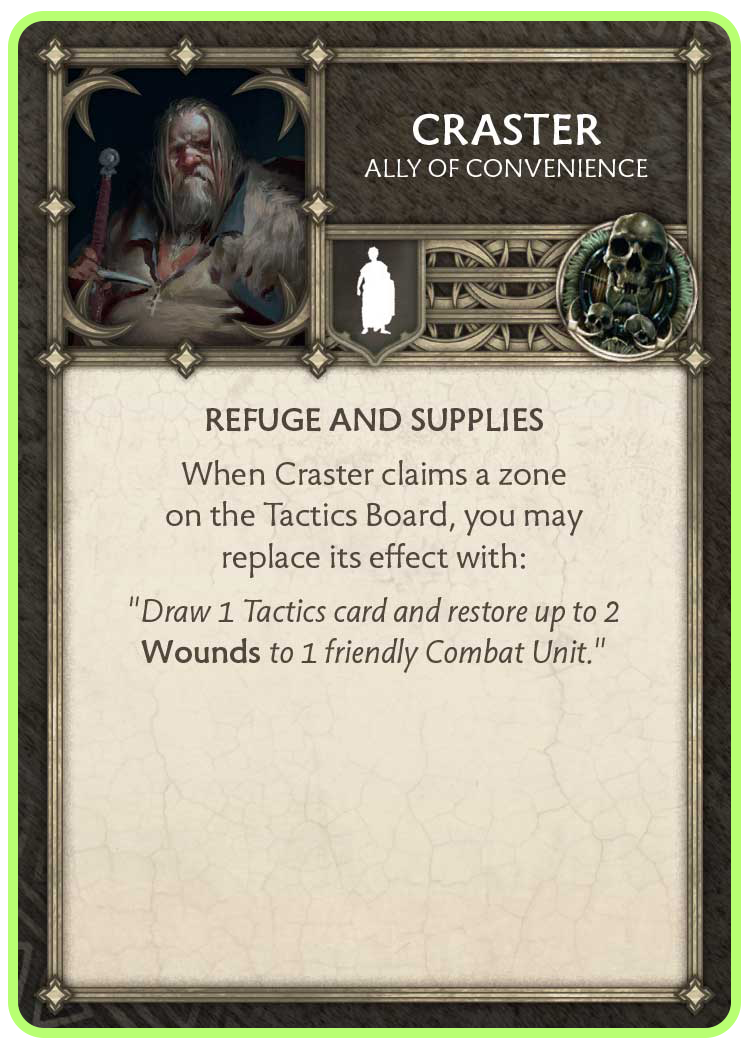 CRASTER
ALLY OF CONVENIENCE
REFUGE AND SUPPLIES
When Craster claims a zone
on the Tactics Board, you may
replace its effect with:
"Draw 1 Tactics card and restore up to 2
Wounds to 1 friendly Combat Unit."